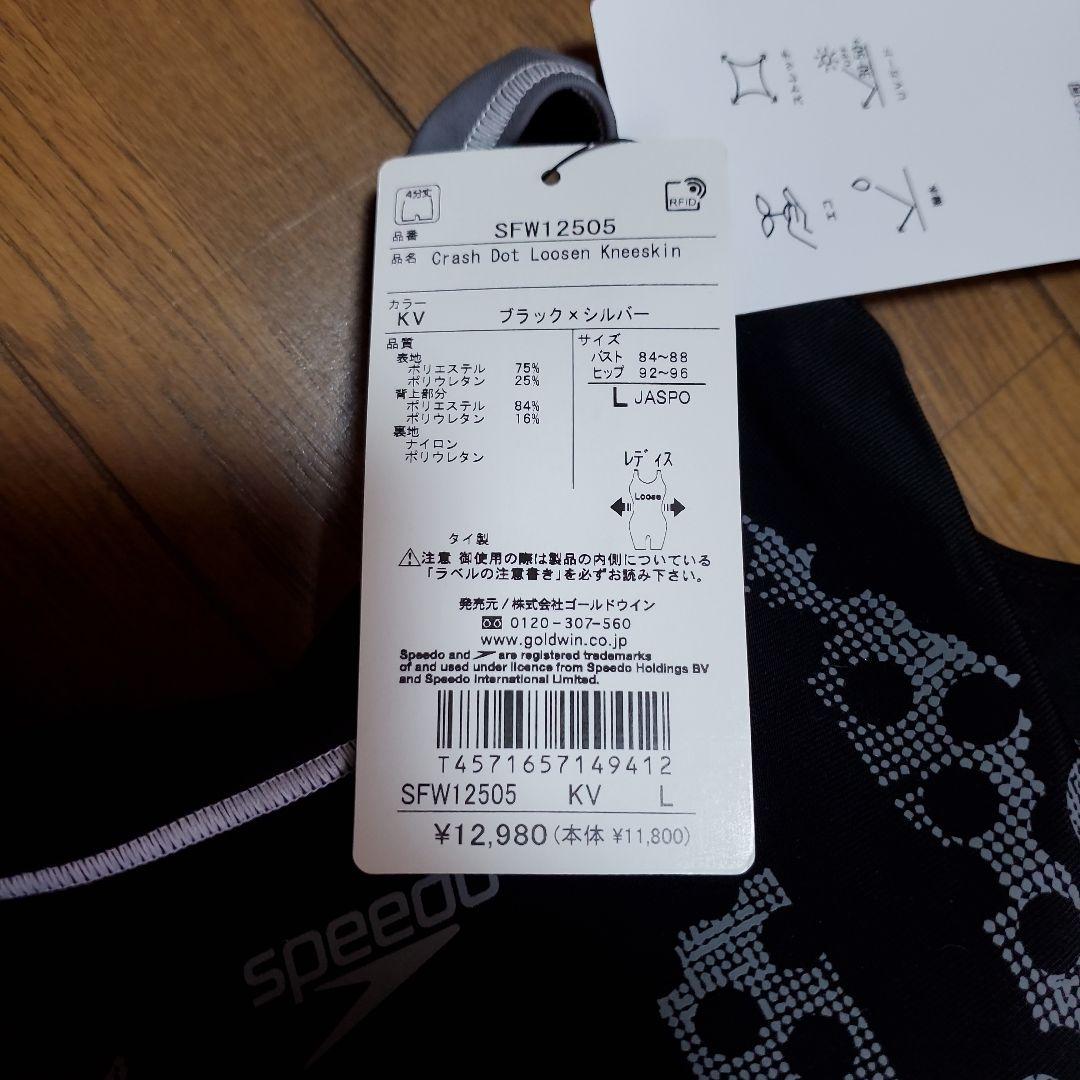 4分丈
RFID
品番 SFW12505
品名 Crash Dot Loosen Kneeskin
カラー
KV ブラック×シルバー
品質
表地
ポリエステル 75%
ポリウレタン 25%
背上部分
ポリエステル 84%
ポリウレタン 16%
裏地
ナイロン
ポリウレタン
サイズ
バスト 84~88
ヒップ 92~96
L JASPO
レディス
Loose
タイ製
注意 御使用の際は製品の内側についている
「ラベルの注意書き」を必ずお読み下さい。
発売元/株式会社ゴールドウイン
0120-307-560
www.goldwin.co.jp
Speedo and are registered trademarks
of and used under licence from Speedo Holdings BV
and Speedo International Limited.
T4571657149412
SFW12505 KV L
¥12,980(本体 ¥11,800)
speedo